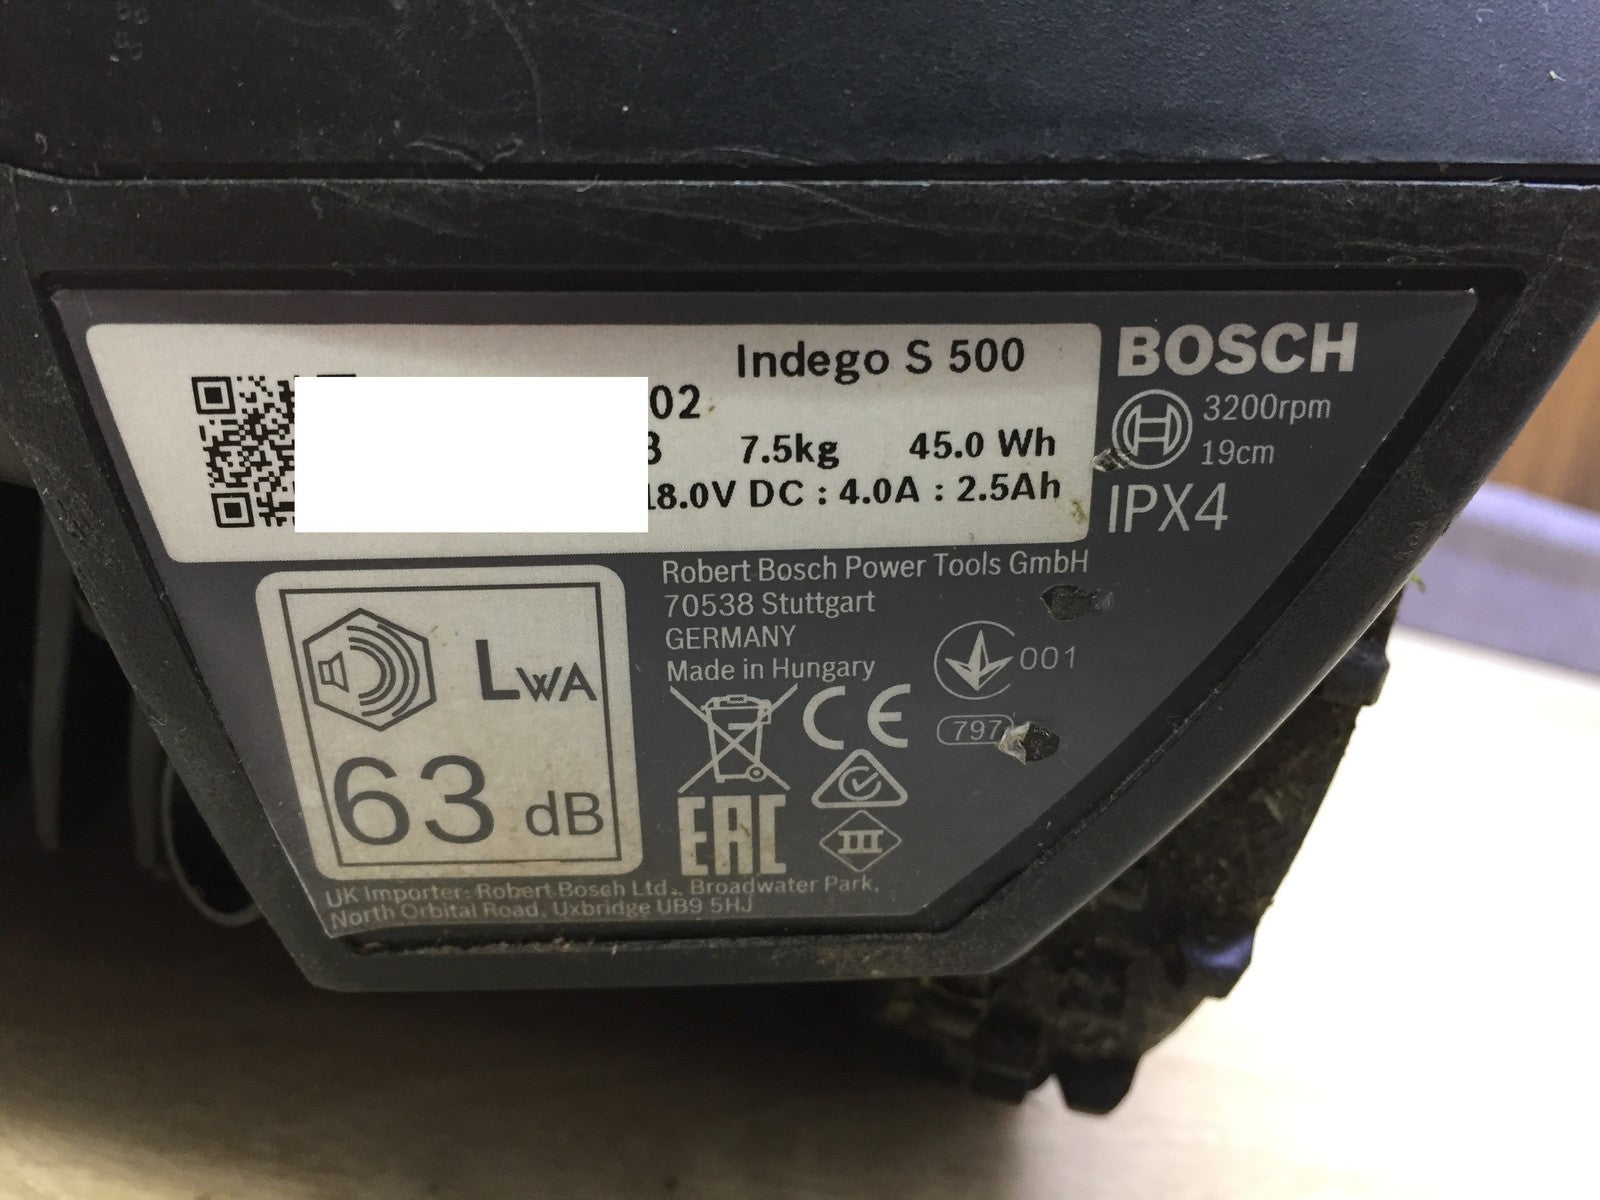 Indego S 500
02
7.5kg 45.0 Wh
18.0V DC : 4.0A : 2.5Ah
BOSCH
3200rpm
19cm
IPX4
Robert Bosch Power Tools GmbH
70538 Stuttgart
GERMANY
Made in Hungary
001
797
CE
EAC
III
LWA
63 dB
UK Importer: Robert Bosch Ltd., Broadwater Park,
North Orbital Road, Uxbridge UB9 5HJ